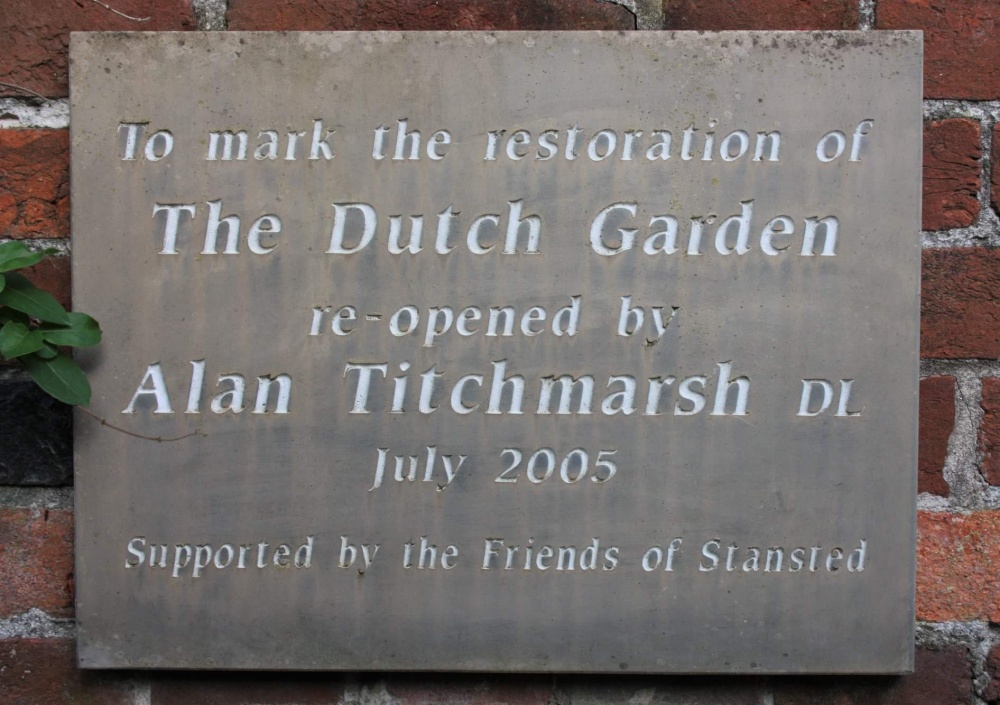 To mark the restoration of
The Dutch Garden
re-opened by
Alan Titchmarsh DL
July 2005
Supported by the Friends of Stansted